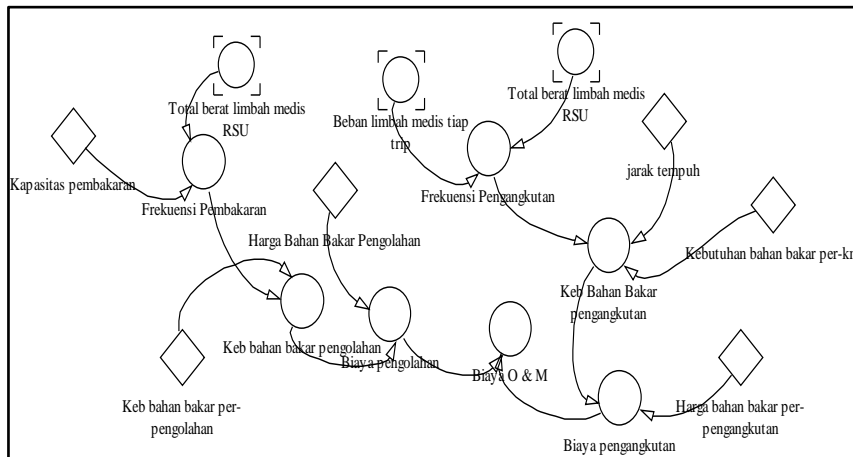 Total berat limbah medis
RSU
Beban limbah medis tiap
trip
Total berat limbah medis
RSU
Kapasitas pembakaran
Frekuensi Pembakaran
Frekuensi Pengangkutan
jarak tempuh
Harga Bahan Bakar Pengolahan
Kebutuhan bahan bakar per-km
Keb Bahan Bakar
pengangkutan
Keb bahan bakar pengolahan
Biaya pengolahan
Biaya O & M
Keb bahan bakar per-
pengolahan
Harga bahan bakar per-
pengangkutan
Biaya pengangkutan